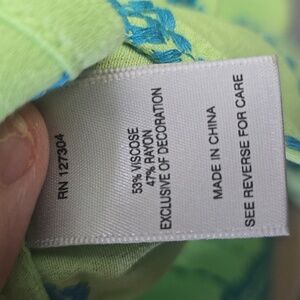 RN 127304
53% VISCOSE
47% RAYON
EXCLUSIVE OF DECORATION
MADE IN CHINA
SEE REVERSE FOR CARE